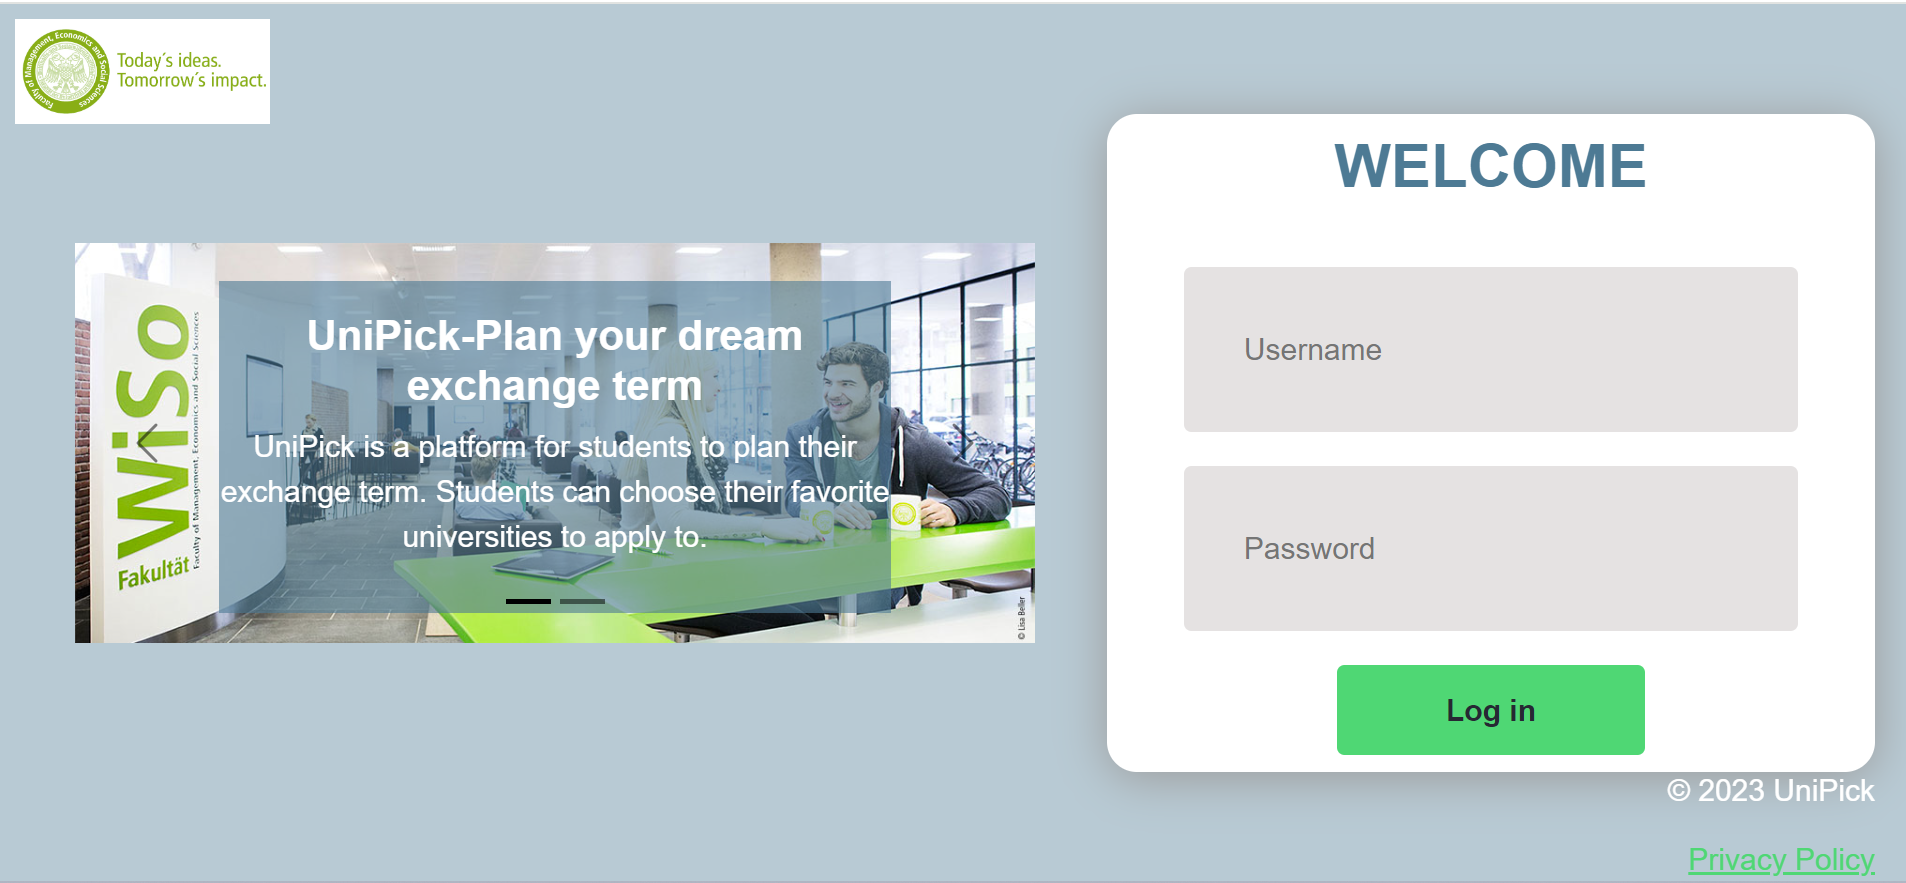 Faculty of Management, Economics and Social Sciences
Today´s ideas.
Tomorrow´s impact.
WELCOME
Username
Password
Log in
WiSo
Fakultät
Faculty of Management, Economics and Social Sciences
UniPick-Plan your dream
exchange term
UniPick is a platform for students to plan their
exchange term. Students can choose their favorite
universities to apply to.
© Lisa Beller
© 2023 UniPick
Privacy Policy